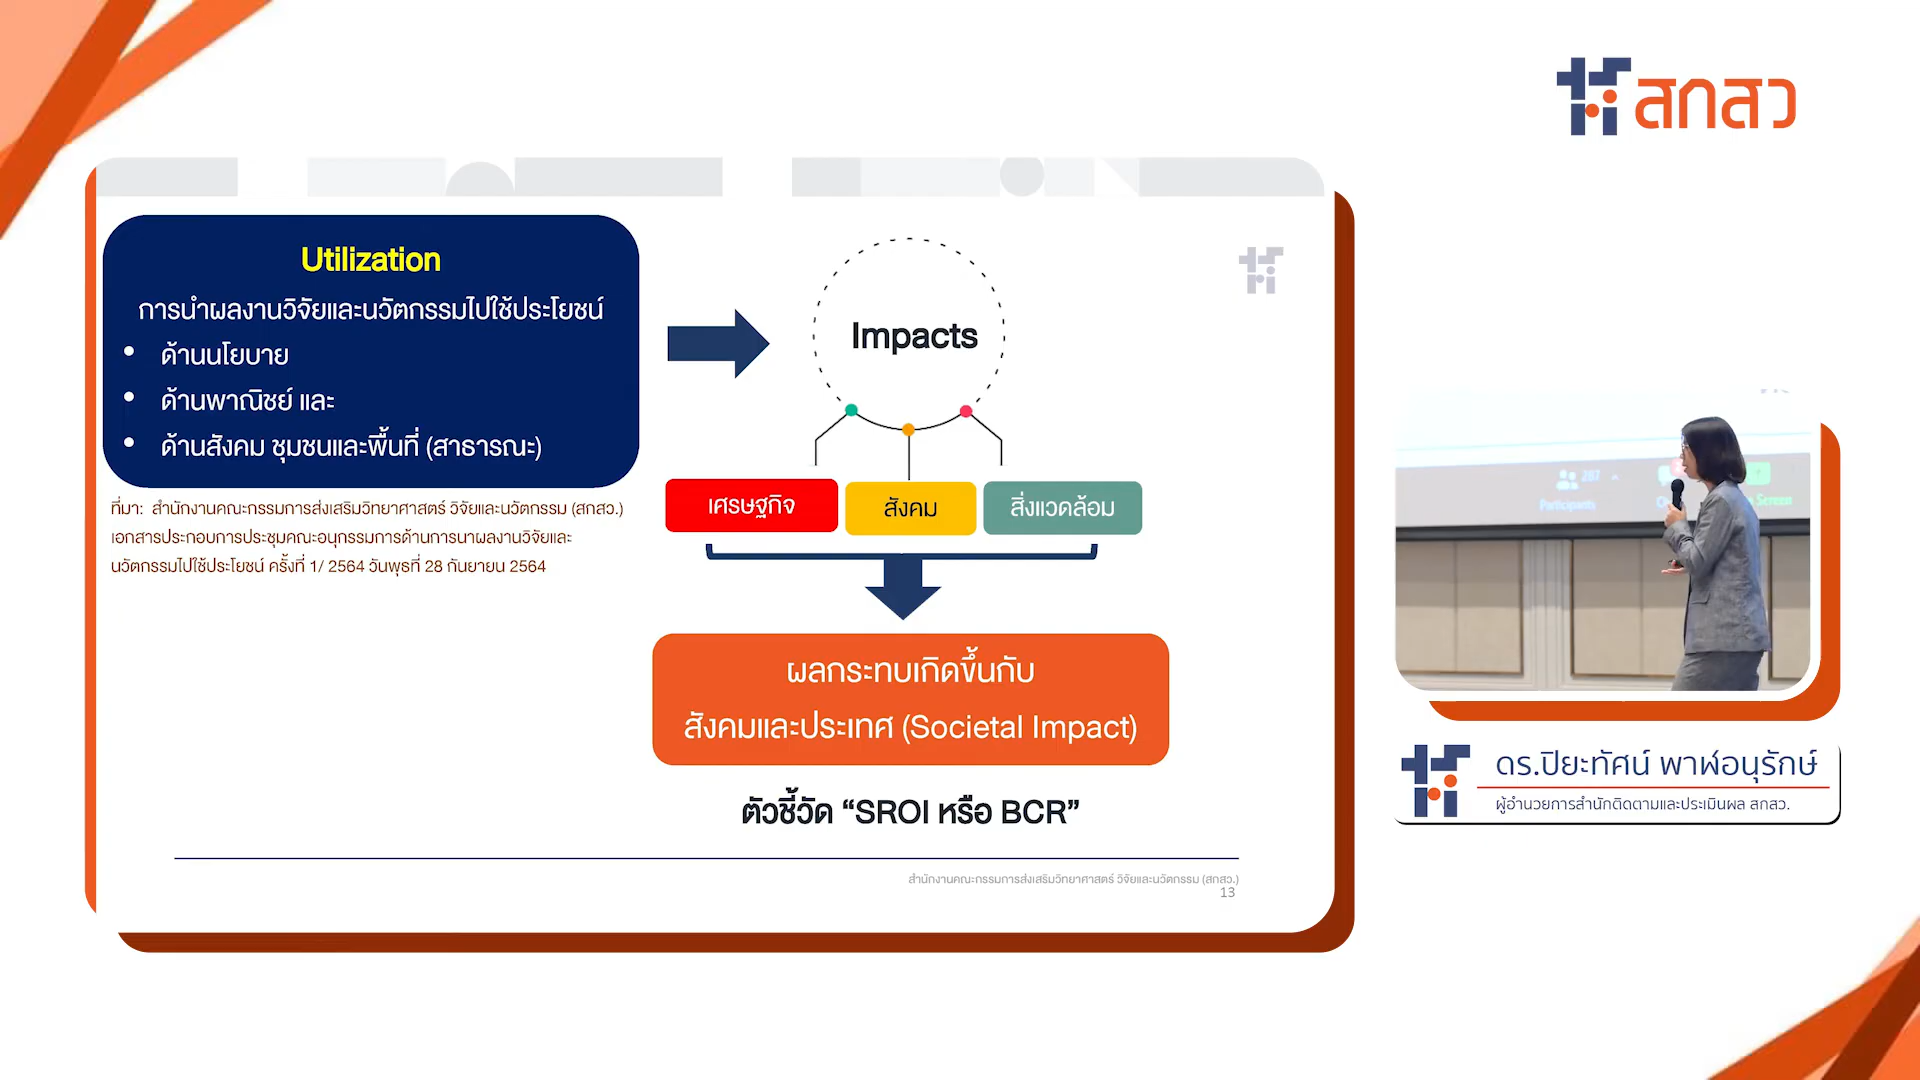 สกสว
Utilization
การนำผลงานวิจัยและนวัตกรรมไปใช้ประโยชน์
• ด้านนโยบาย
• ด้านพาณิชย์ และ
• ด้านสังคม ชุมชนและพื้นที่ (สาธารณะ)
ที่มา: สำนักงานคณะกรรมการส่งเสริมวิทยาศาสตร์ วิจัยและนวัตกรรม (สกสว.)
เอกสารประกอบการประชุมคณะอนุกรรมการด้านการนาผลงานวิจัยและ
นวัตกรรมไปใช้ประโยชน์ ครั้งที่ 1/ 2564 วันพุธที่ 28 กันยายน 2564
Impacts
เศรษฐกิจ
สังคม
สิ่งแวดล้อม
ผลกระทบเกิดขึ้นกับ
สังคมและประเทศ (Societal Impact)
ตัวชี้วัด “SROI หรือ BCR”
สำนักงานคณะกรรมการส่งเสริมวิทยาศาสตร์ วิจัยและนวัตกรรม (สกสว.)
13
287
Participants
Screen
ดร.ปิยะทัศน์ พาฬอนุรักษ์
ผู้อำนวยการสำนักติดตามและประเมินผล สกสว.